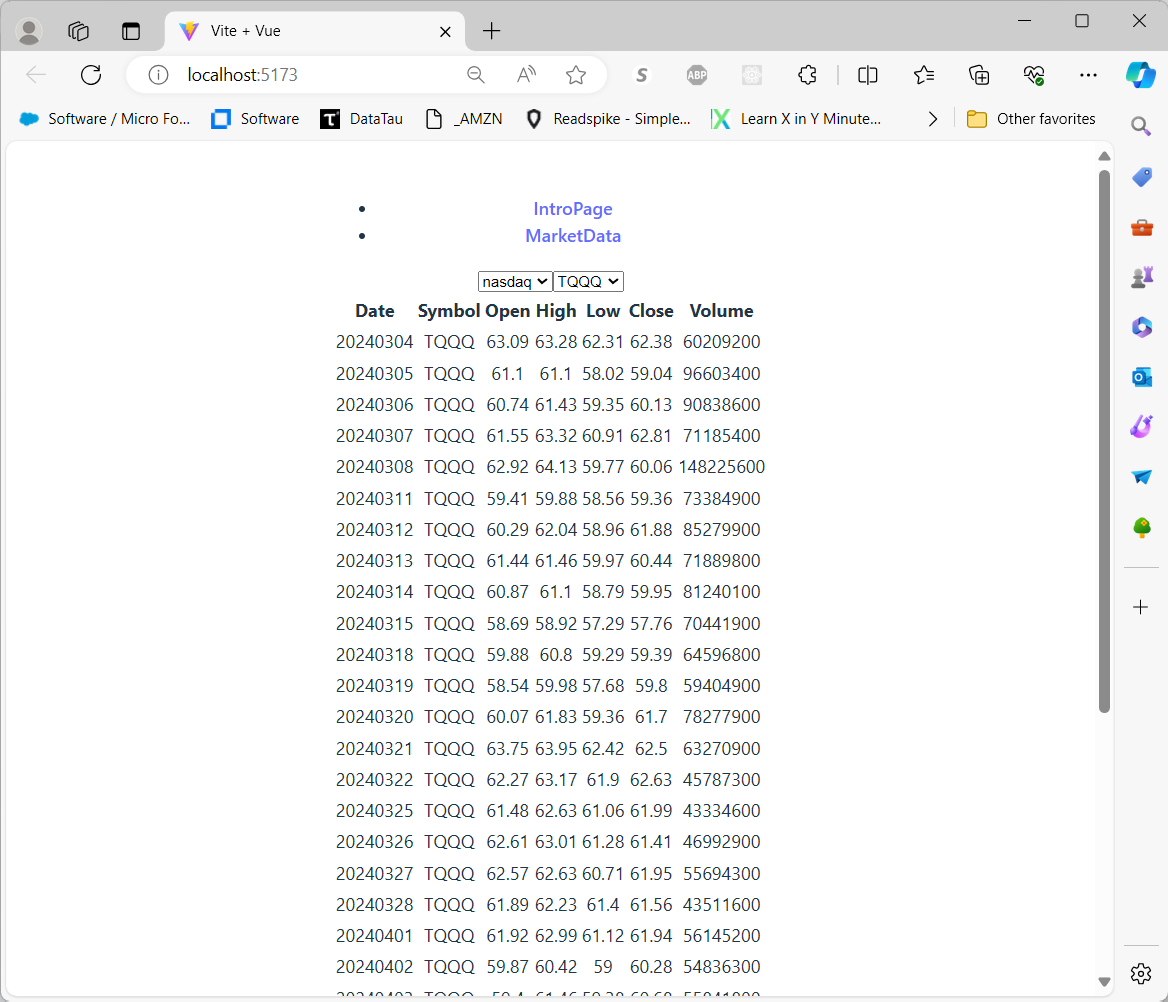 Vite + Vue
localhost:5173
S ABP
Software / Micro Fo... Software DataTau _AMZN Readspike - Simple... Learn X in Y Minute... Other favorites
IntroPage
MarketData
nasdaq TQQQ
Date Symbol Open High Low Close Volume
20240304 TQQQ 63.09 63.28 62.31 62.38 60209200
20240305 TQQQ 61.1 61.1 58.02 59.04 96603400
20240306 TQQQ 60.74 61.43 59.35 60.13 90838600
20240307 TQQQ 61.55 63.32 60.91 62.81 71185400
20240308 TQQQ 62.92 64.13 59.77 60.06 148225600
20240311 TQQQ 59.41 59.88 58.56 59.36 73384900
20240312 TQQQ 60.29 62.04 58.96 61.88 85279900
20240313 TQQQ 61.44 61.46 59.97 60.44 71889800
20240314 TQQQ 60.87 61.1 58.79 59.95 81240100
20240315 TQQQ 58.69 58.92 57.29 57.76 70441900
20240318 TQQQ 59.88 60.8 59.29 59.39 64596800
20240319 TQQQ 58.54 59.98 57.68 59.8 59404900
20240320 TQQQ 60.07 61.83 59.36 61.7 78277900
20240321 TQQQ 63.75 63.95 62.42 62.5 63270900
20240322 TQQQ 62.27 63.17 61.9 62.63 45787300
20240325 TQQQ 61.48 62.63 61.06 61.99 43334600
20240326 TQQQ 62.61 63.01 61.28 61.41 46992900
20240327 TQQQ 62.57 62.63 60.71 61.95 55694300
20240328 TQQQ 61.89 62.23 61.4 61.56 43511600
20240401 TQQQ 61.92 62.99 61.12 61.94 56145200
20240402 TQQQ 59.87 60.42 59 60.28 54836300